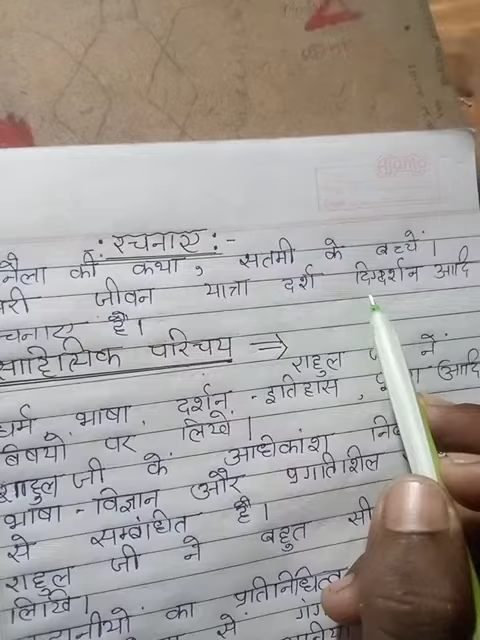 : रचनाएँ :-
नैला की कथा, सतमी के बच्चें।
मेरी जीवन यात्रा दर्श दिग्दर्शन आदि
रचनाएँ है।
साहित्यिक परिचय ⇒
राहुल में
धर्म भाषा, दर्शन - इतिहास, आदि
विषयों पर लिखें।
राहुल जी के अधिकांश
भाषा - विज्ञान और प्रगतिशील
से सम्बंधित है।
राहुल जी ने बहुत सी
लिखि।
का प्रतिनिधित्व
से